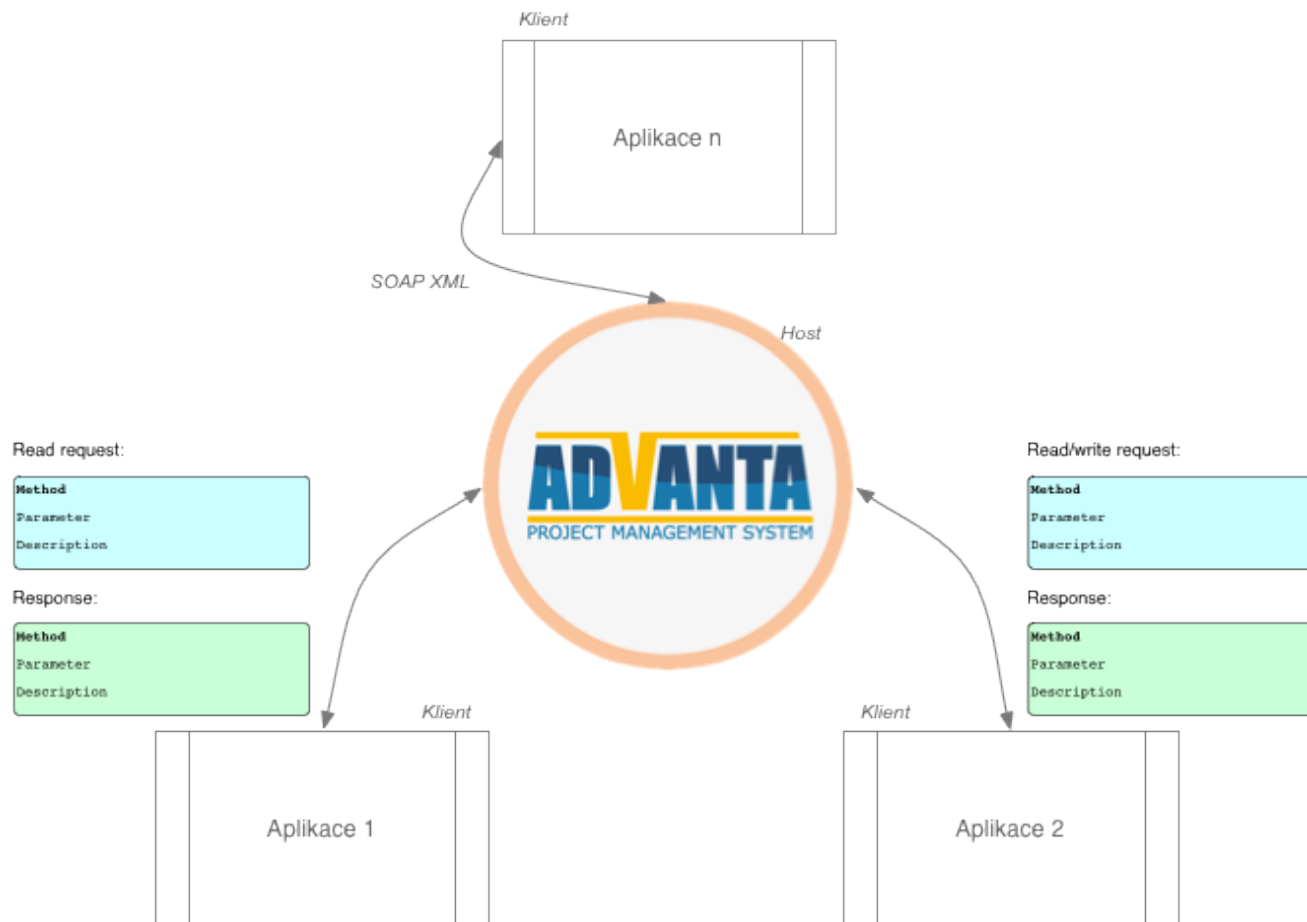 Klient
Aplikace n
SOAP XML
Host
ADVANTA
PROJECT MANAGEMENT SYSTEM
Read request:
Method
Parameter
Description
Response:
Method
Parameter
Description
Read/write request:
Method
Parameter
Description
Response:
Method
Parameter
Description
Klient
Aplikace 1
Klient
Aplikace 2